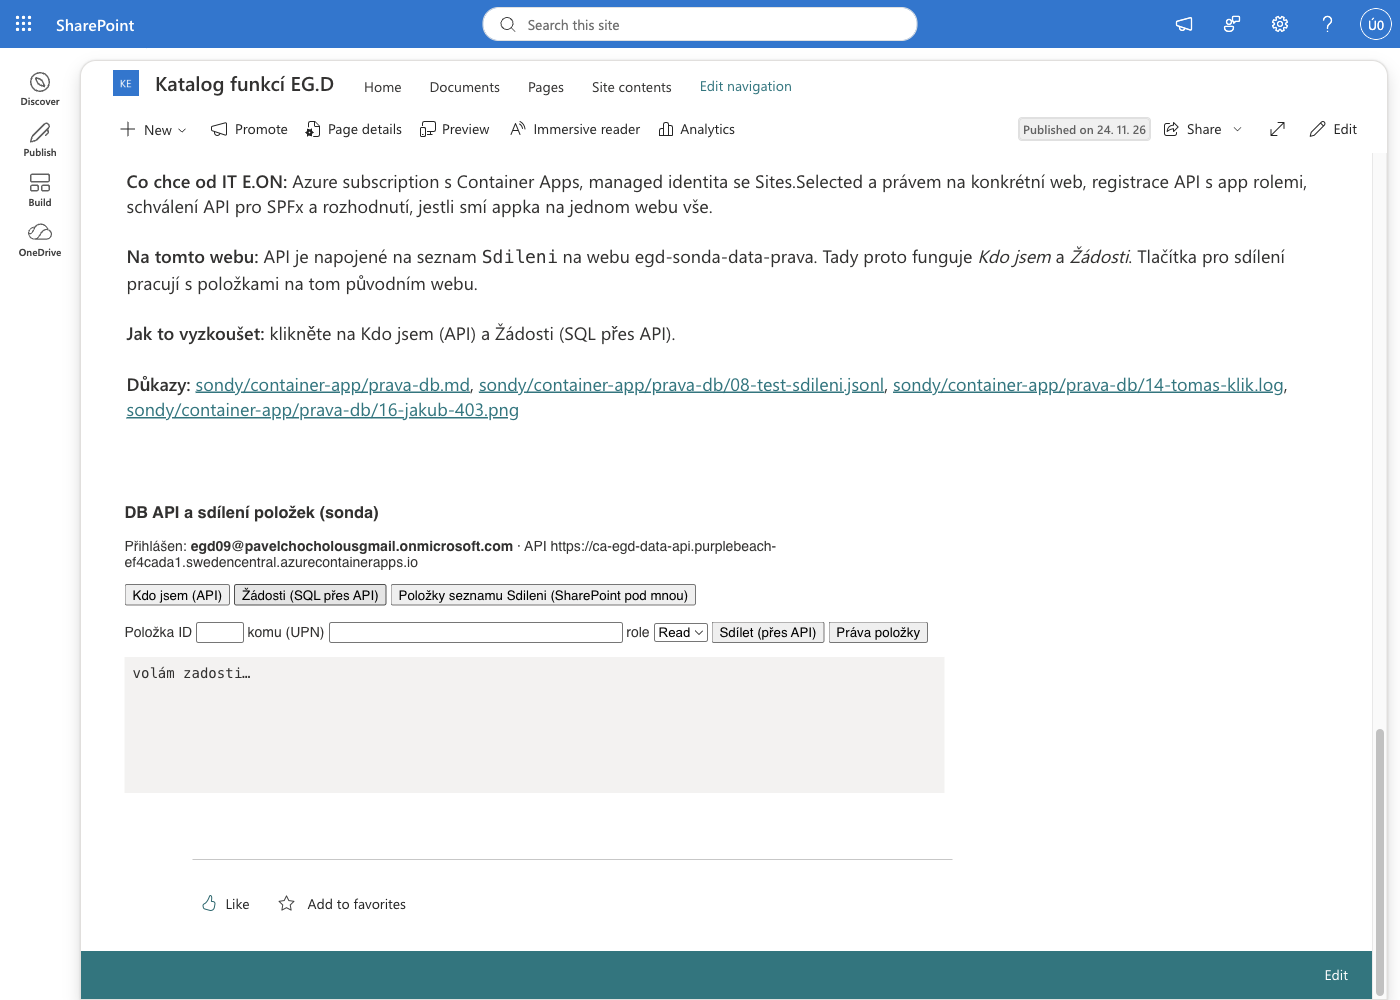 SharePoint
Search this site
Ú0
Discover
Publish
Build
OneDrive
KE
Katalog funkcí EG.D
Home
Documents
Pages
Site contents
Edit navigation
New
Promote
Page details
Preview
Immersive reader
Analytics
Published on 24. 11. 26
Share
Edit
Co chce od IT E.ON: Azure subscription s Container Apps, managed identita se Sites.Selected a právem na konkrétní web, registrace API s app rolemi,
schválení API pro SPFx a rozhodnutí, jestli smí appka na jednom webu vše.
Na tomto webu: API je napojené na seznam Sdileni na webu egd-sonda-data-prava. Tady proto funguje Kdo jsem a Žádosti. Tlačítka pro sdílení
pracují s položkami na tom původním webu.
Jak to vyzkoušet: klikněte na Kdo jsem (API) a Žádosti (SQL přes API).
Důkazy: sondy/container-app/prava-db.md, sondy/container-app/prava-db/08-test-sdileni.jsonl, sondy/container-app/prava-db/14-tomas-klik.log,
sondy/container-app/prava-db/16-jakub-403.png
DB API a sdílení položek (sonda)
Přihlášen: egd09@pavelchocholousgmail.onmicrosoft.com · API https://ca-egd-data-api.purplebeach-
ef4cada1.swedencentral.azurecontainerapps.io
Kdo jsem (API) Žádosti (SQL přes API) Položky seznamu Sdileni (SharePoint pod mnou)
Položka ID komu (UPN) role Read Sdílet (přes API) Práva položky
volám zadosti…
Like
Add to favorites
Edit